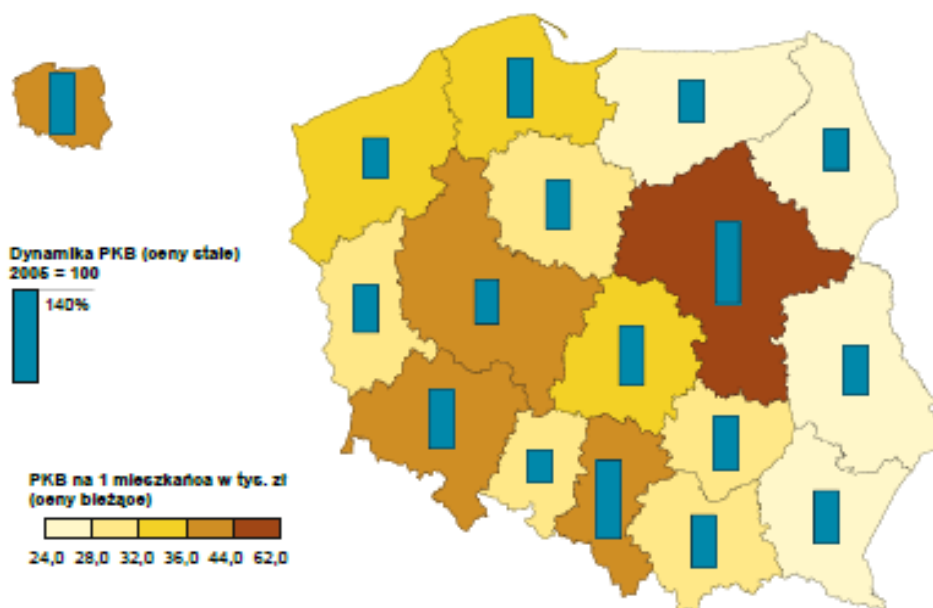 Dynamika PKB (ceny stałe)
2005 = 100
140%
PKB na 1 mieszkańca w tys. zł
(ceny bieżące)
24,0 28,0 32,0 36,0 44,0 62,0